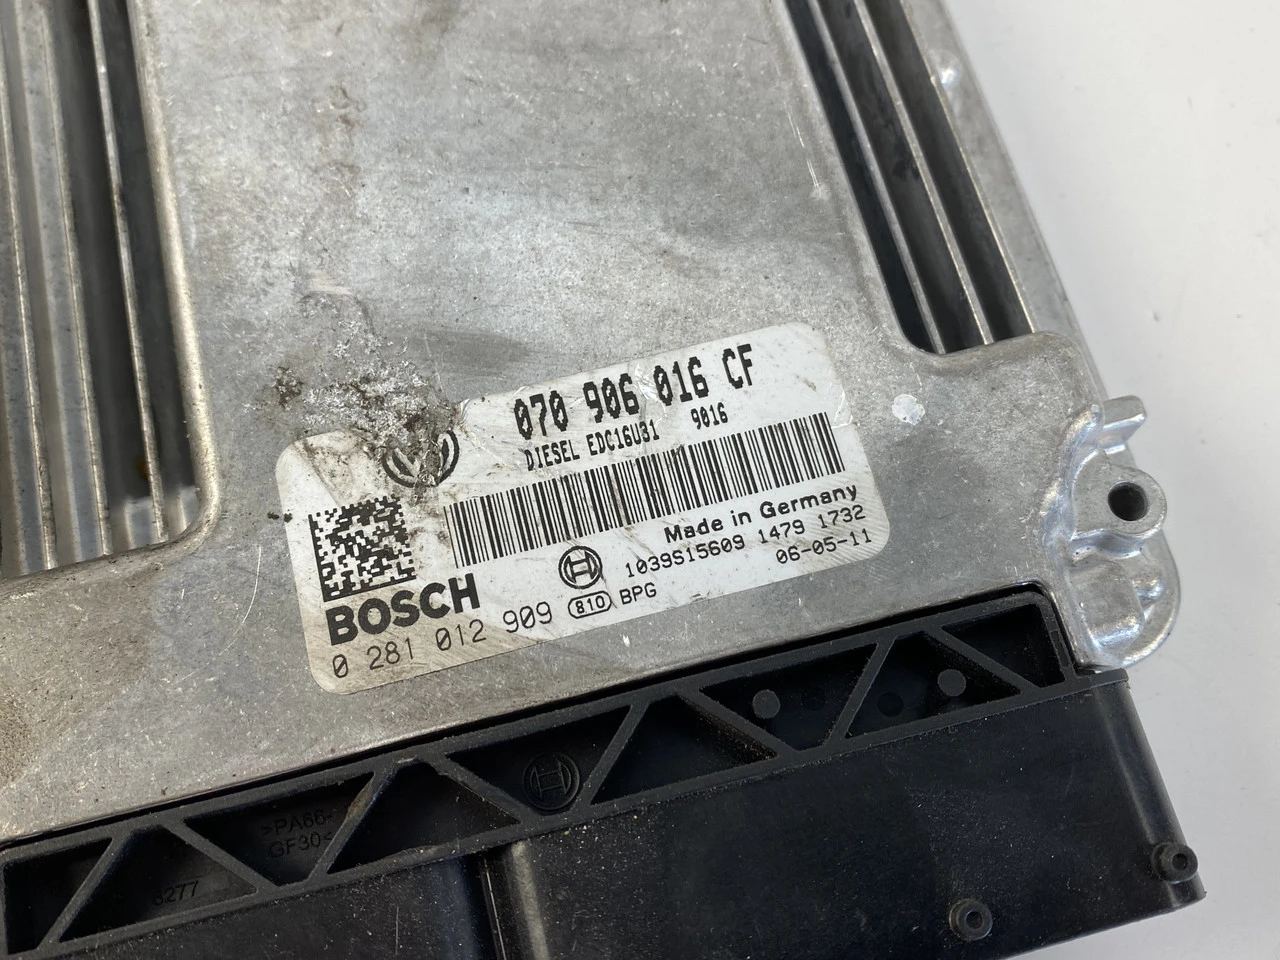 070 906 016 CF
DIESEL EDC16U31 9016
Made in Germany
1039S15609 1479 1732
BOSCH
810 BPG 06-05-11
0 281 012 909
>PA66-
GF30<